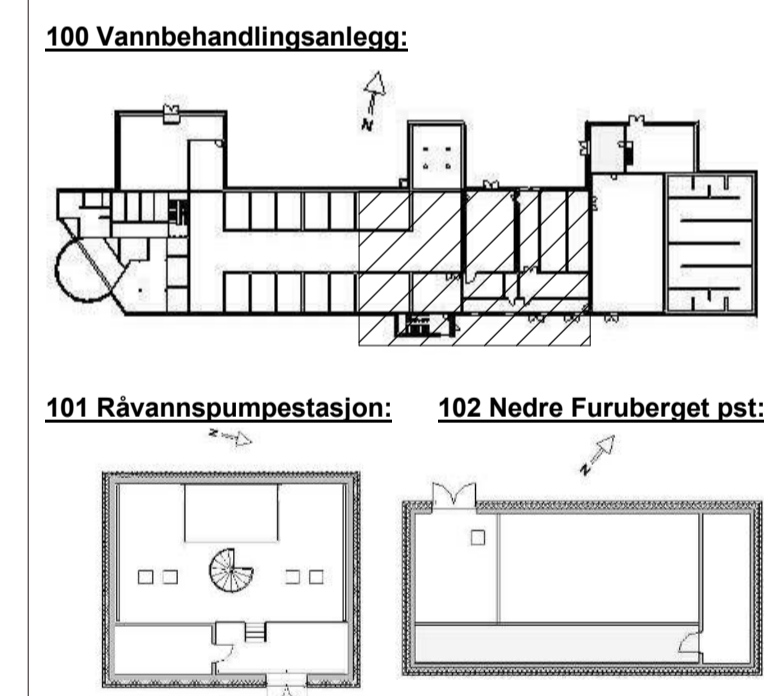 100 Vannbehandlingsanlegg:
N
101 Råvannspumpestasjon:
102 Nedre Furuberget pst:
N
N